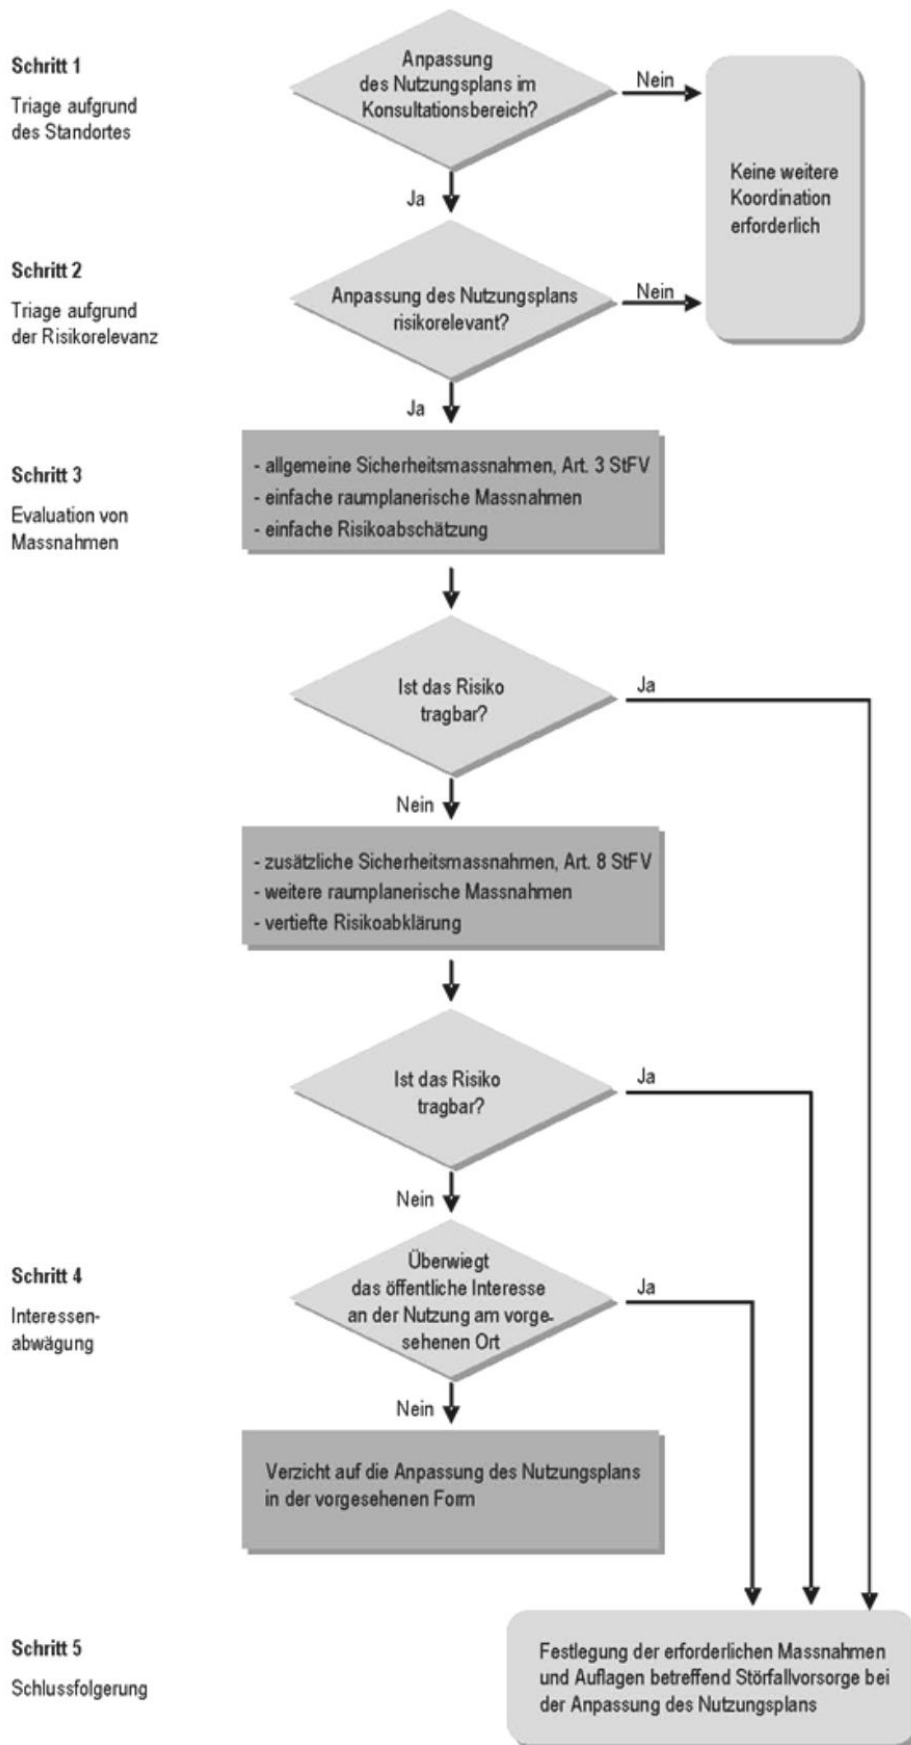 Schritt 1
Triage aufgrund
des Standortes
Anpassung
des Nutzungsplans im
Konsultationsbereich?
Nein
Keine weitere
Koordination
erforderlich
Ja
Schritt 2
Triage aufgrund
der Risikorelevanz
Anpassung des Nutzungsplans
risikorelevant?
Nein
Ja
Schritt 3
Evaluation von
Massnahmen
- allgemeine Sicherheitsmassnahmen, Art. 3 StFV
- einfache raumplanerische Massnahmen
- einfache Risikoabschätzung
Ist das Risiko
tragbar?
Ja
Nein
- zusätzliche Sicherheitsmassnahmen, Art. 8 StFV
- weitere raumplanerische Massnahmen
- vertiefte Risikoabklärung
Ist das Risiko
tragbar?
Ja
Nein
Schritt 4
Interessen-
abwägung
Überwiegt
das öffentliche Interesse
an der Nutzung am vorge-
sehenen Ort
Ja
Nein
Verzicht auf die Anpassung des Nutzungsplans
in der vorgesehenen Form
Schritt 5
Schlussfolgerung
Festlegung der erforderlichen Massnahmen
und Auflagen betreffend Störfallvorsorge bei
der Anpassung des Nutzungsplans